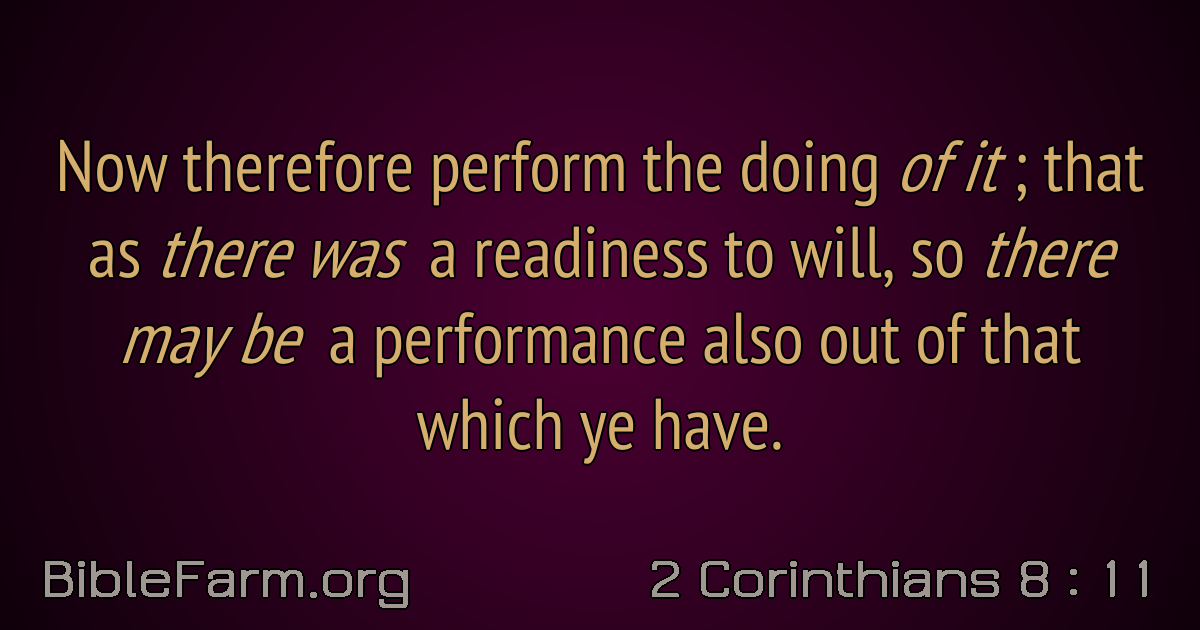 Now therefore perform the doing of it ; that
as there was a readiness to will, so there
may be a performance also out of that
which ye have.
BibleFarm.org
2 Corinthians 8 : 11